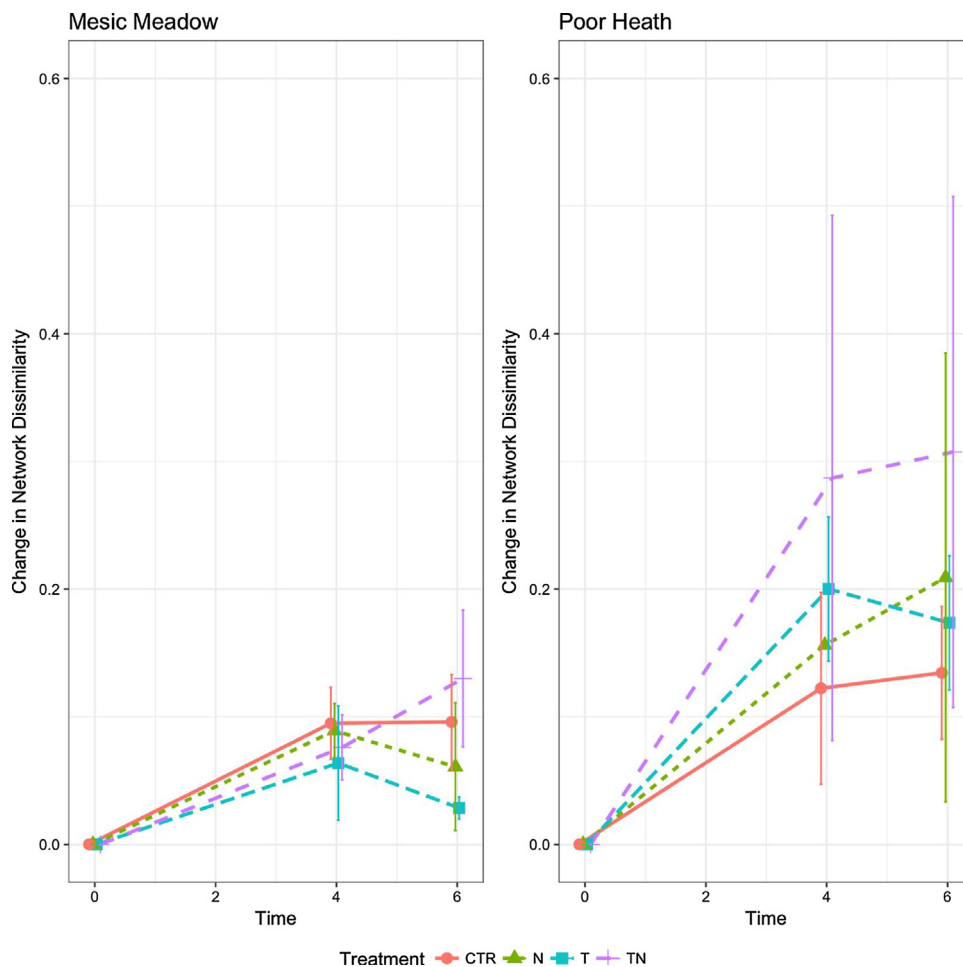 Mesic Meadow
Poor Heath
Change in Network Dissimilarity
0.6
0.4
0.2
0.0
0 2 4 6
Time
Change in Network Dissimilarity
0.6
0.4
0.2
0.0
0 2 4 6
Time
Treatment CTR N T TN